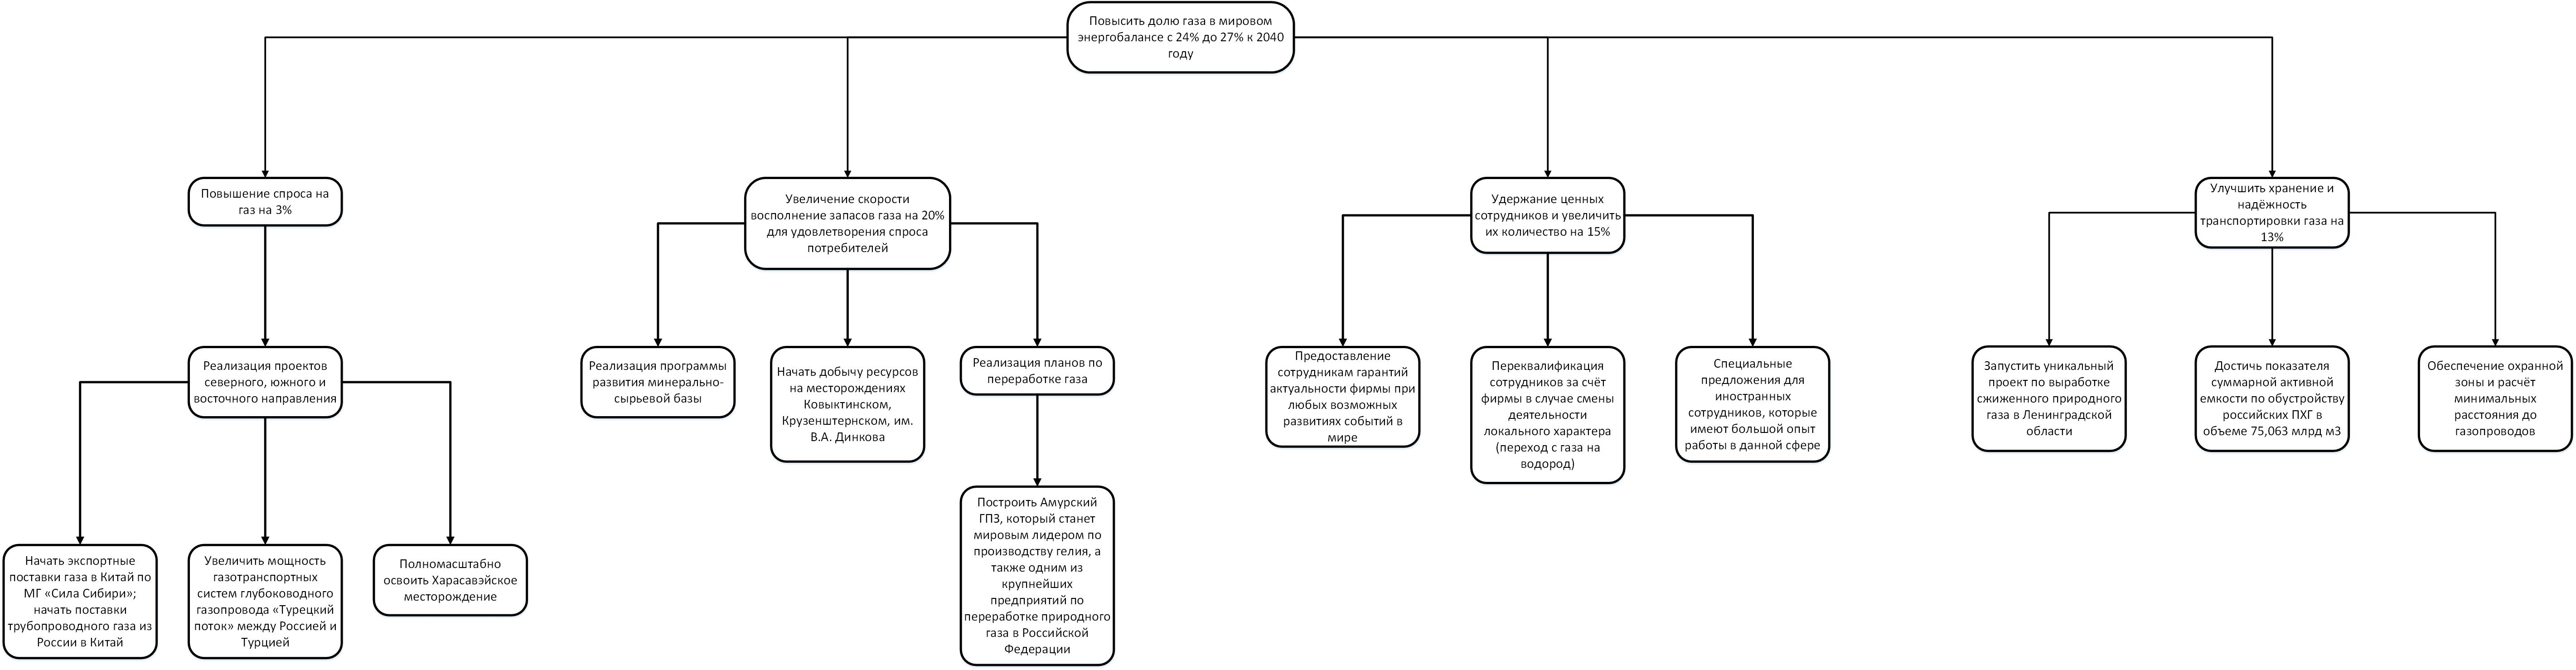 Повысить долю газа в мировом
энергобалансе с 24% до 27% к 2040
году
Повышение спроса на
газ на 3%
Увеличение скорости
восполнение запасов газа на 20%
для удовлетворения спроса
потребителей
Удержание ценных
сотрудников и увеличить
их количество на 15%
Улучшить хранение и
надёжность
транспортировки газа на
13%
Реализация проектов
северного, южного и
восточного направления
Реализация программы
развития минерально-
сырьевой базы
Начать добычу ресурсов
на месторождениях
Ковыктинском,
Крузенштернском, им.
В.А. Динкова
Реализация планов по
переработке газа
Предоставление
сотрудникам гарантий
актуальности фирмы при
любых возможных
развитиях событий в
мире
Переквалификация
сотрудников за счёт
фирмы в случае смены
деятельности
локального характера
(переход с газа на
водород)
Специальные
предложения для
иностранных
сотрудников, которые
имеют большой опыт
работы в данной сфере
Запустить уникальный
проект по выработке
сжиженного природного
газа в Ленинградской
области
Достичь показателя
суммарной активной
емкости по обустройству
российских ПХГ в
объеме 75,063 млрд м3
Обеспечение охранной
зоны и расчёт
минимальных
расстояния до
газопроводов
Начать экспортные
поставки газа в Китай по
МГ «Сила Сибири»;
начать поставки
трубопроводного газа из
России в Китай
Увеличить мощность
газотранспортных
систем глубоководного
газопровода «Турецкий
поток» между Россией и
Турцией
Полномасштабно
освоить Харасавэйское
месторождение
Построить Амурский
ГПЗ, который станет
мировым лидером по
производству гелия, а
также одним из
крупнейших
предприятий по
переработке природного
газа в Российской
Федерации